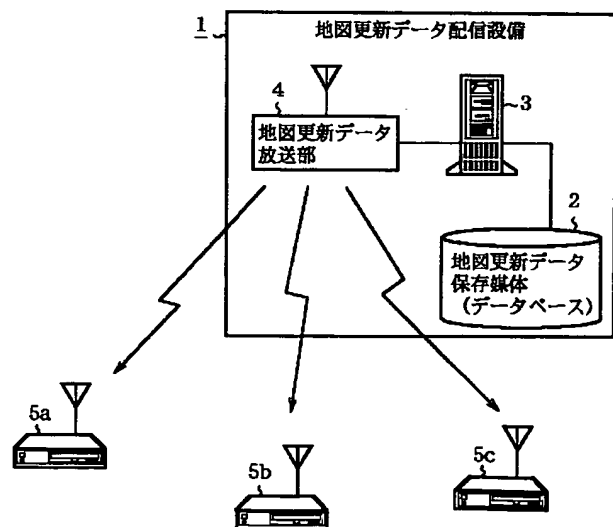 1
地図更新データ配信設備
4
地図更新データ
放送部
3
2
地図更新データ
保存媒体
(データベース)
5a
5b
5c